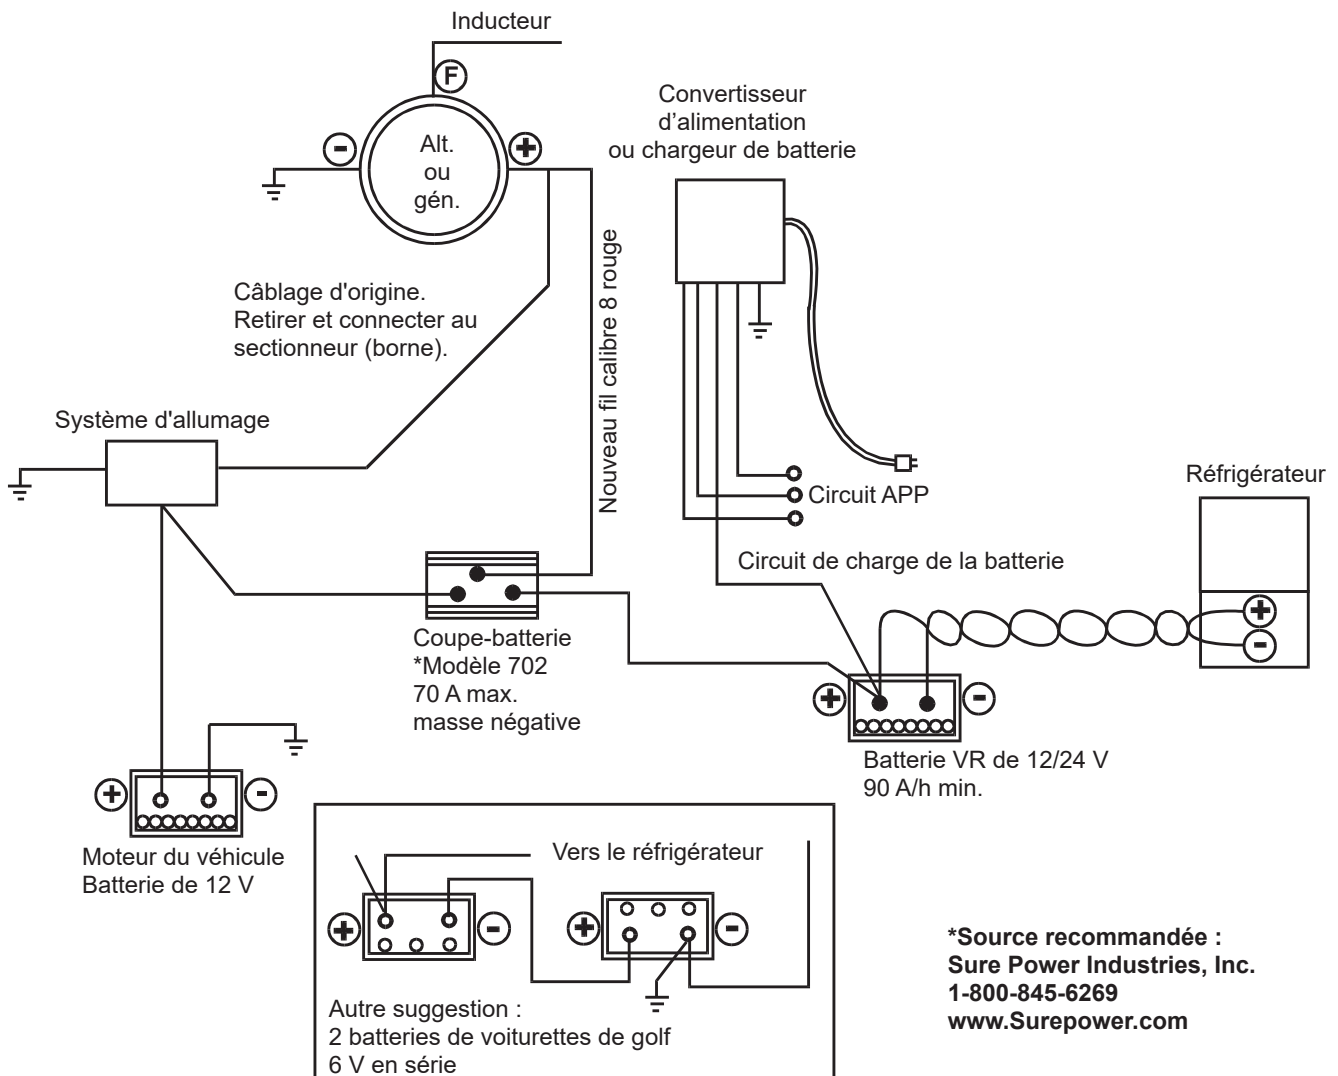 Inducteur
F
Convertisseur
d'alimentation
ou chargeur de batterie
-
+
Alt.
ou
gén.
Nouveau fil calibre 8 rouge
Câblage d'origine.
Retirer et connecter au
sectionneur (borne).
Système d'allumage
Circuit APP
Réfrigérateur
Circuit de charge de la batterie
+
-
Coupe-batterie
*Modèle 702
70 A max.
masse négative
+
-
Batterie VR de 12/24 V
90 A/h min.
+
-
Moteur du véhicule
Batterie de 12 V
Vers le réfrigérateur
+
-
+
-
Autre suggestion :
2 batteries de voiturettes de golf
6 V en série
*Source recommandée :
Sure Power Industries, Inc.
1-800-845-6269
www.Surepower.com